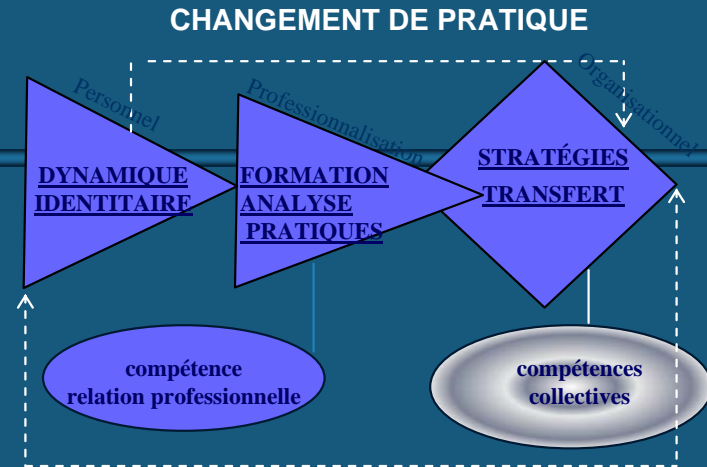 CHANGEMENT DE PRATIQUE
Personnel
Professionnalisation
Organisationnel
DYNAMIQUE
IDENTITAIRE
FORMATION
ANALYSE
PRATIQUES
STRATÉGIES
TRANSFERT
compétence
relation professionnelle
compétences
collectives